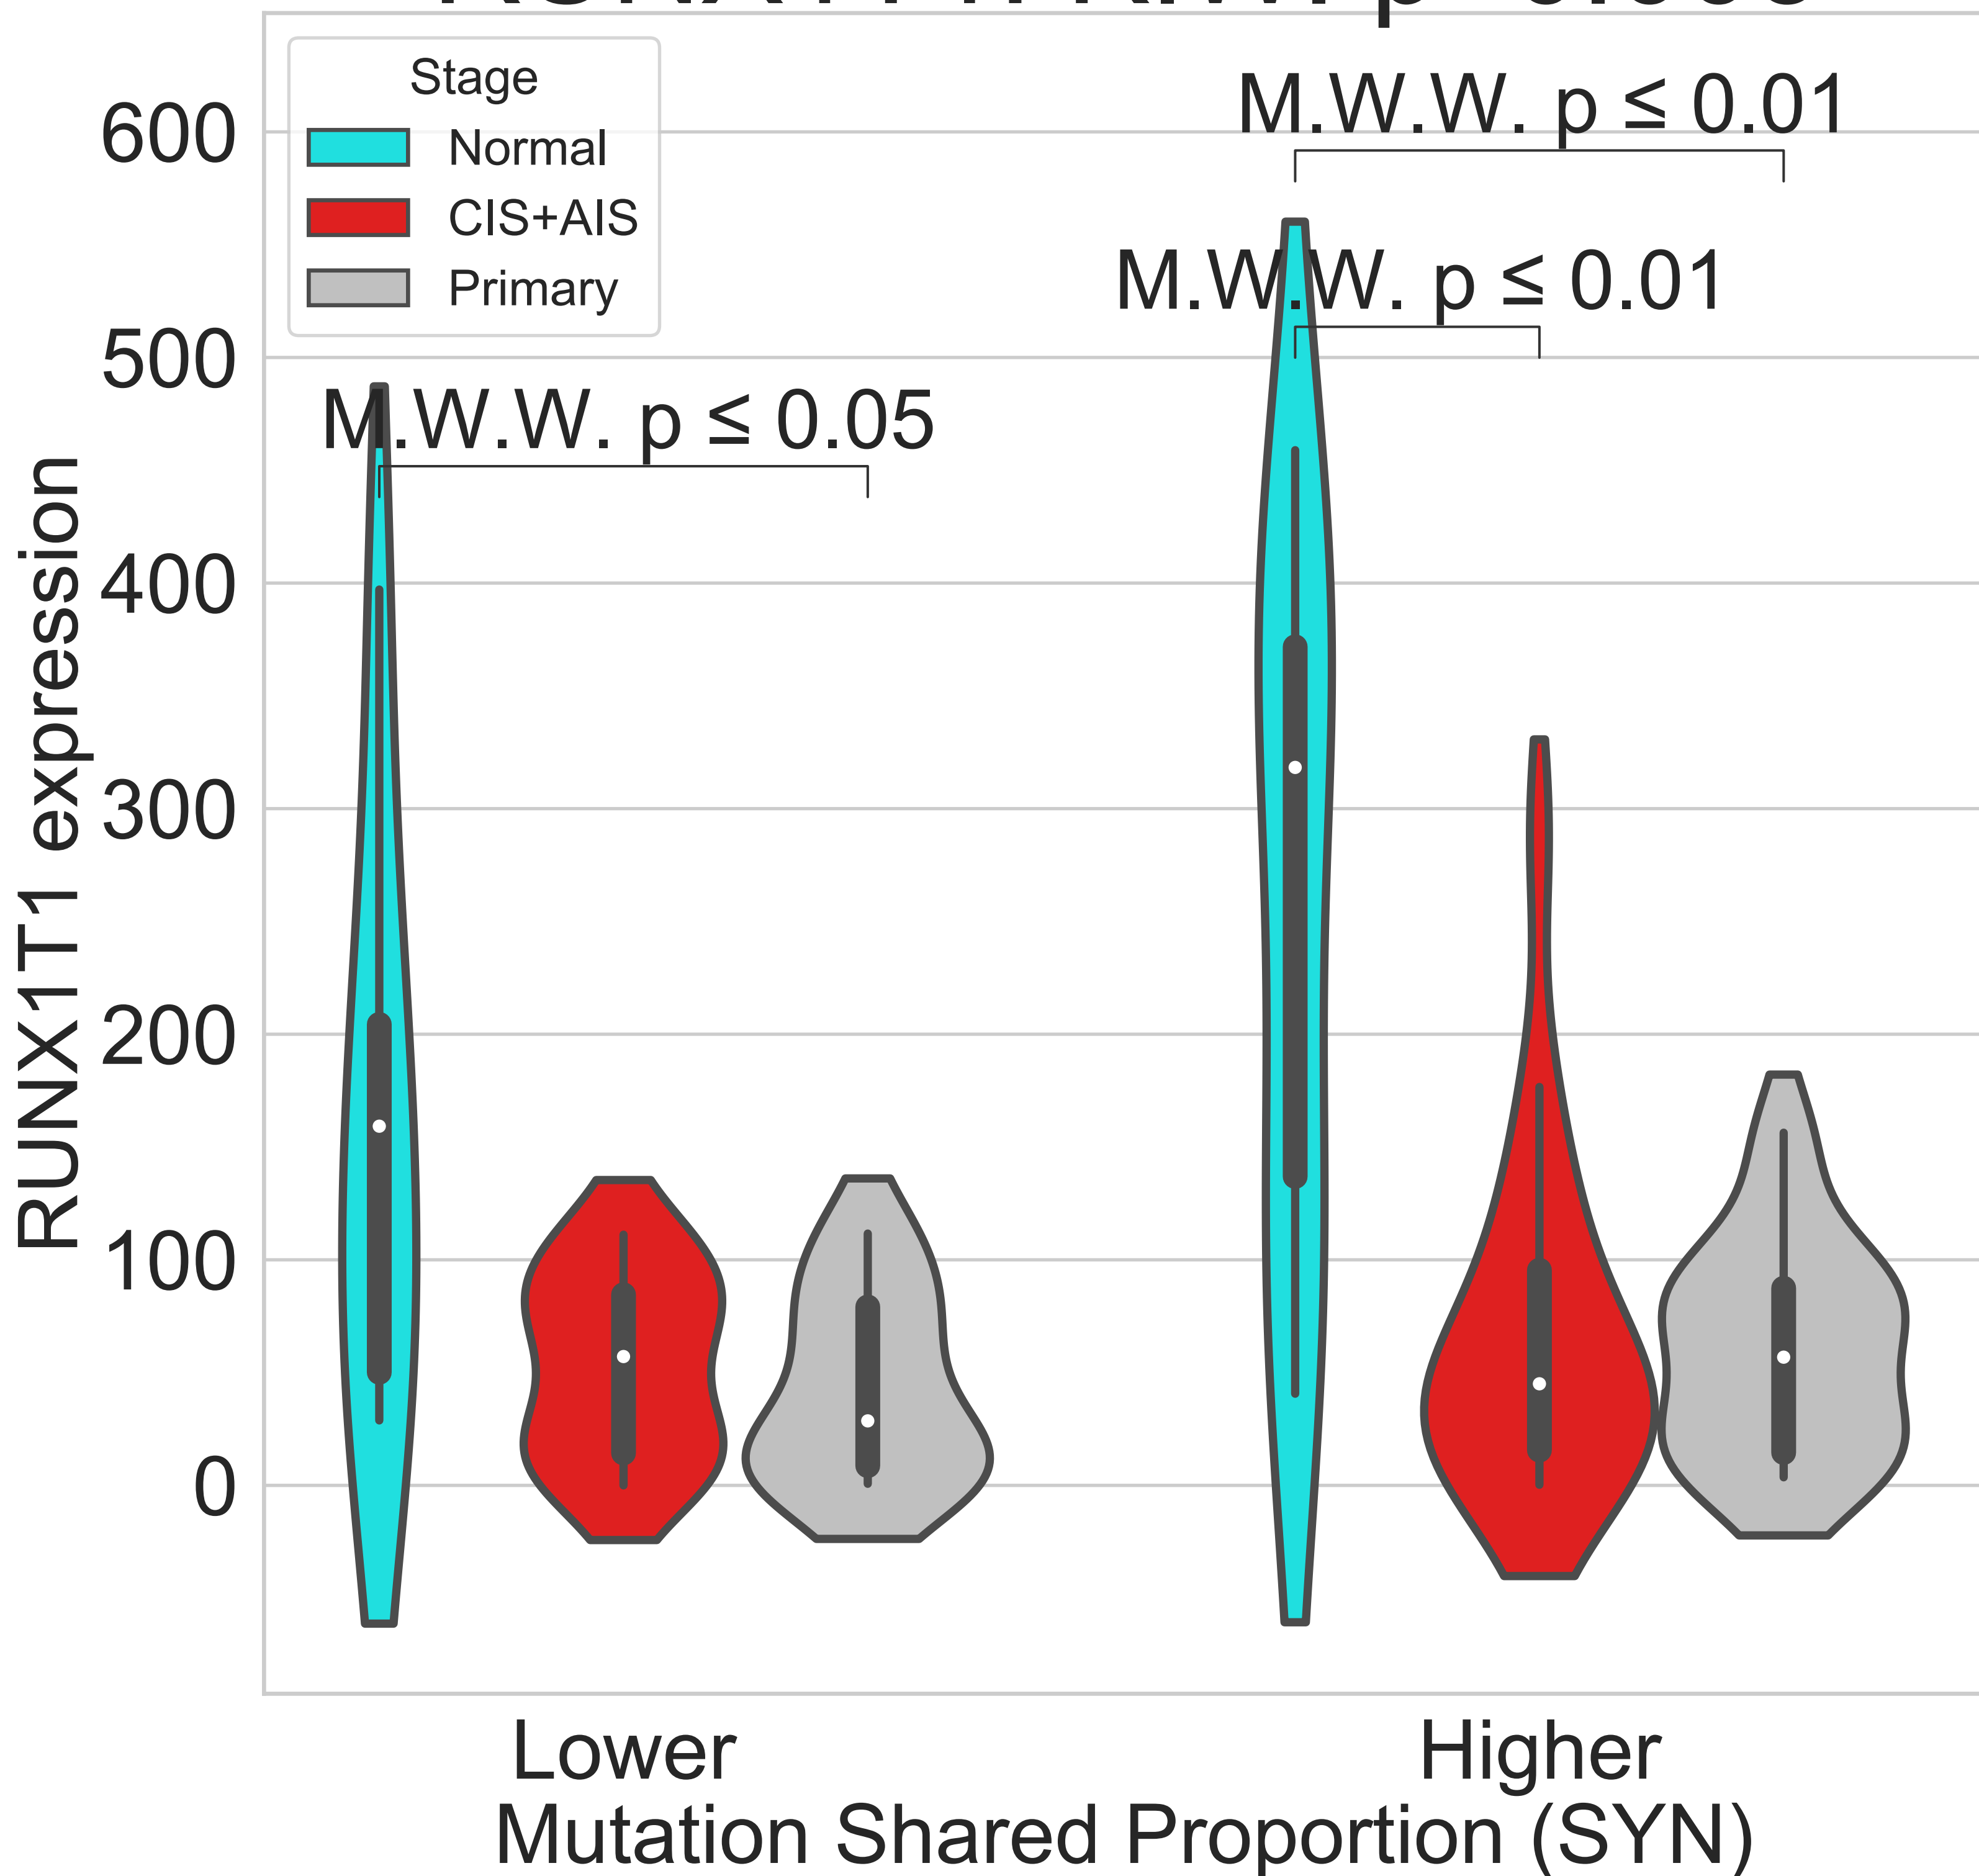 Stage
Normal
CIS+AIS
Primary
M.W.W. p ≤ 0.01
M.W.W. p ≤ 0.01
M.W.W. p ≤ 0.05
600
500
400
300
200
100
0
RUNX1T1 expression
Lower
Higher
Mutation Shared Proportion (SYN)